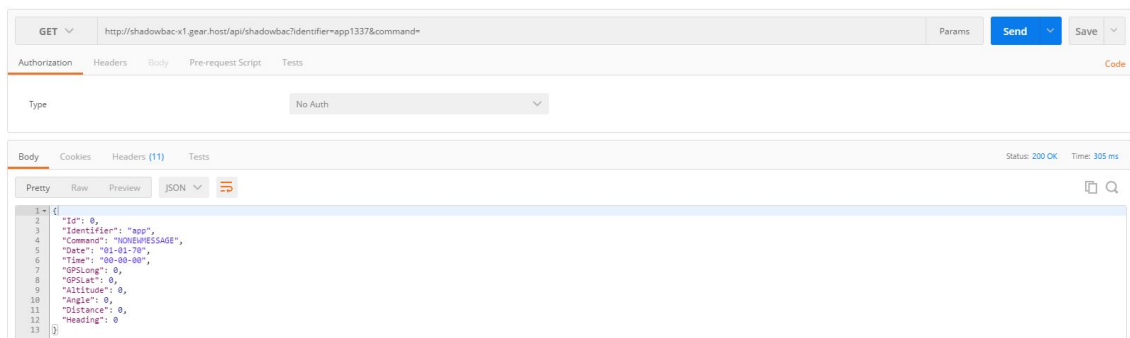 GET http://shadowbac-x1.gear.host/api/shadowbac?identifier=app1337&command= Params Send Save
Authorization Headers Body Pre-request Script Tests Code
Type No Auth
Body Cookies Headers (11) Tests Status: 200 OK Time: 305 ms
Pretty Raw Preview JSON
1 {
2 "Id": 0,
3 "Identifier": "app",
4 "Command": "NONEWMESSAGE",
5 "Date": "01-01-70",
6 "Time": "00-00-00",
7 "GPSLong": 0,
8 "GPSLat": 0,
9 "Altitude": 0,
10 "Angle": 0,
11 "Distance": 0,
12 "Heading": 0
13 }